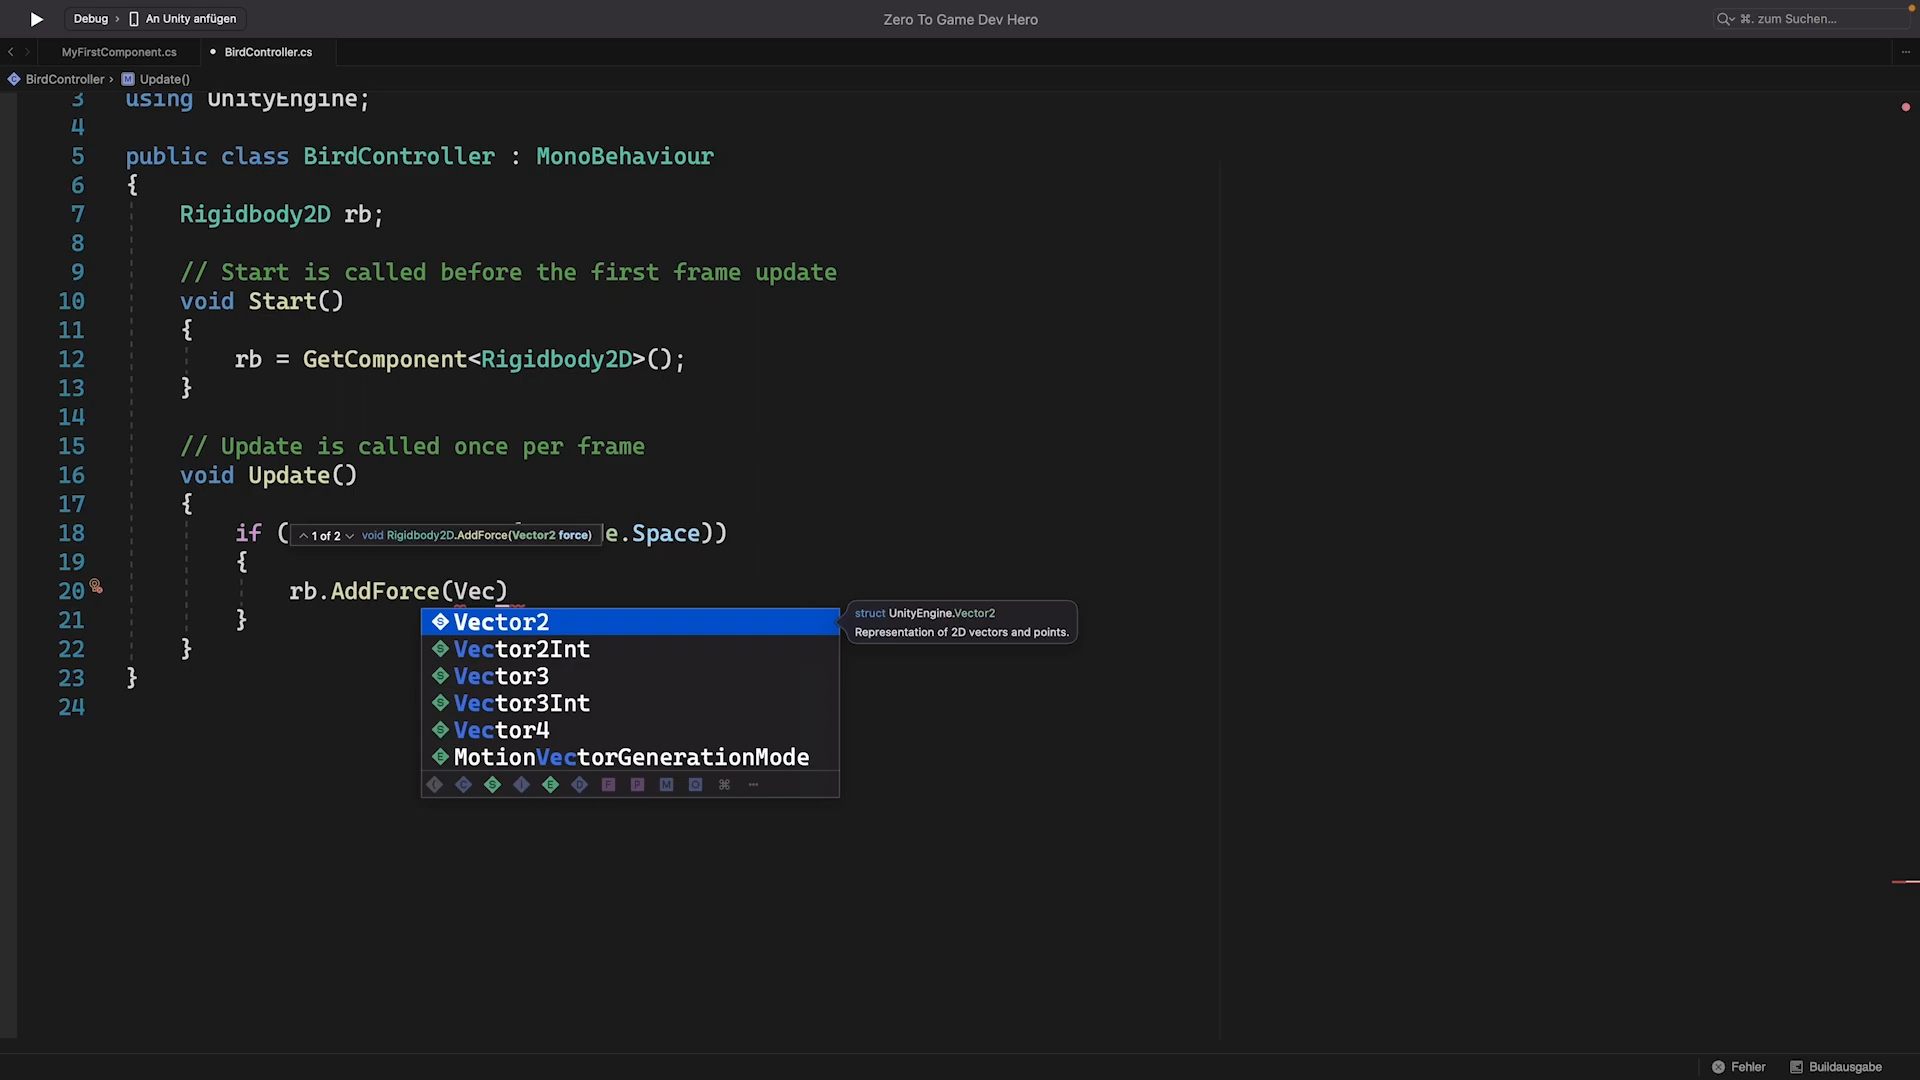 Debug › An Unity anfügen
Zero To Game Dev Hero
⌘. zum Suchen...
MyFirstComponent.cs
BirdController.cs
BirdController › M Update()
3 using UnityEngine;
4
5 public class BirdController : MonoBehaviour
6 {
7 Rigidbody2D rb;
8
9 // Start is called before the first frame update
10 void Start()
11 {
12 rb = GetComponent<Rigidbody2D>();
13 }
14
15 // Update is called once per frame
16 void Update()
17 {
18 if (
1 of 2 void Rigidbody2D.AddForce(Vector2 force)
e.Space))
19 {
20 rb.AddForce(Vec)
21 }
22 }
23 }
24
S Vector2
S Vector2Int
S Vector3
S Vector3Int
S Vector4
E MotionVectorGenerationMode
struct UnityEngine.Vector2
Representation of 2D vectors and points.
C S I E D F P M ⌘ ...
Fehler
Buildausgabe